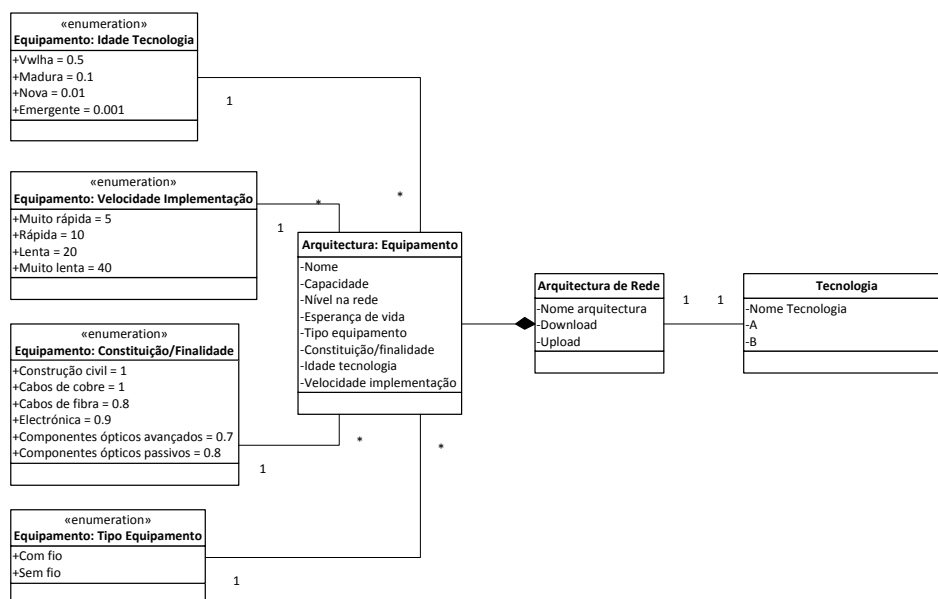 «enumeration»
Equipamento: Idade Tecnologia
+Vwlha = 0.5
+Madura = 0.1
+Nova = 0.01
+Emergente = 0.001
1
*
«enumeration»
Equipamento: Velocidade Implementação
+Muito rápida = 5
+Rápida = 10
+Lenta = 20
+Muito lenta = 40
1
*
«enumeration»
Equipamento: Constituição/Finalidade
+Construção civil = 1
+Cabos de cobre = 1
+Cabos de fibra = 0.8
+Electrónica = 0.9
+Componentes ópticos avançados = 0.7
+Componentes ópticos passivos = 0.8
1
*
«enumeration»
Equipamento: Tipo Equipamento
+Com fio
+Sem fio
1
*
Arquitectura: Equipamento
-Nome
-Capacidade
-Nível na rede
-Esperança de vida
-Tipo equipamento
-Constituição/finalidade
-Idade tecnologia
-Velocidade implementação
Arquitectura de Rede
-Nome arquitectura
-Download
-Upload
1
1
Tecnologia
-Nome Tecnologia
-A
-B